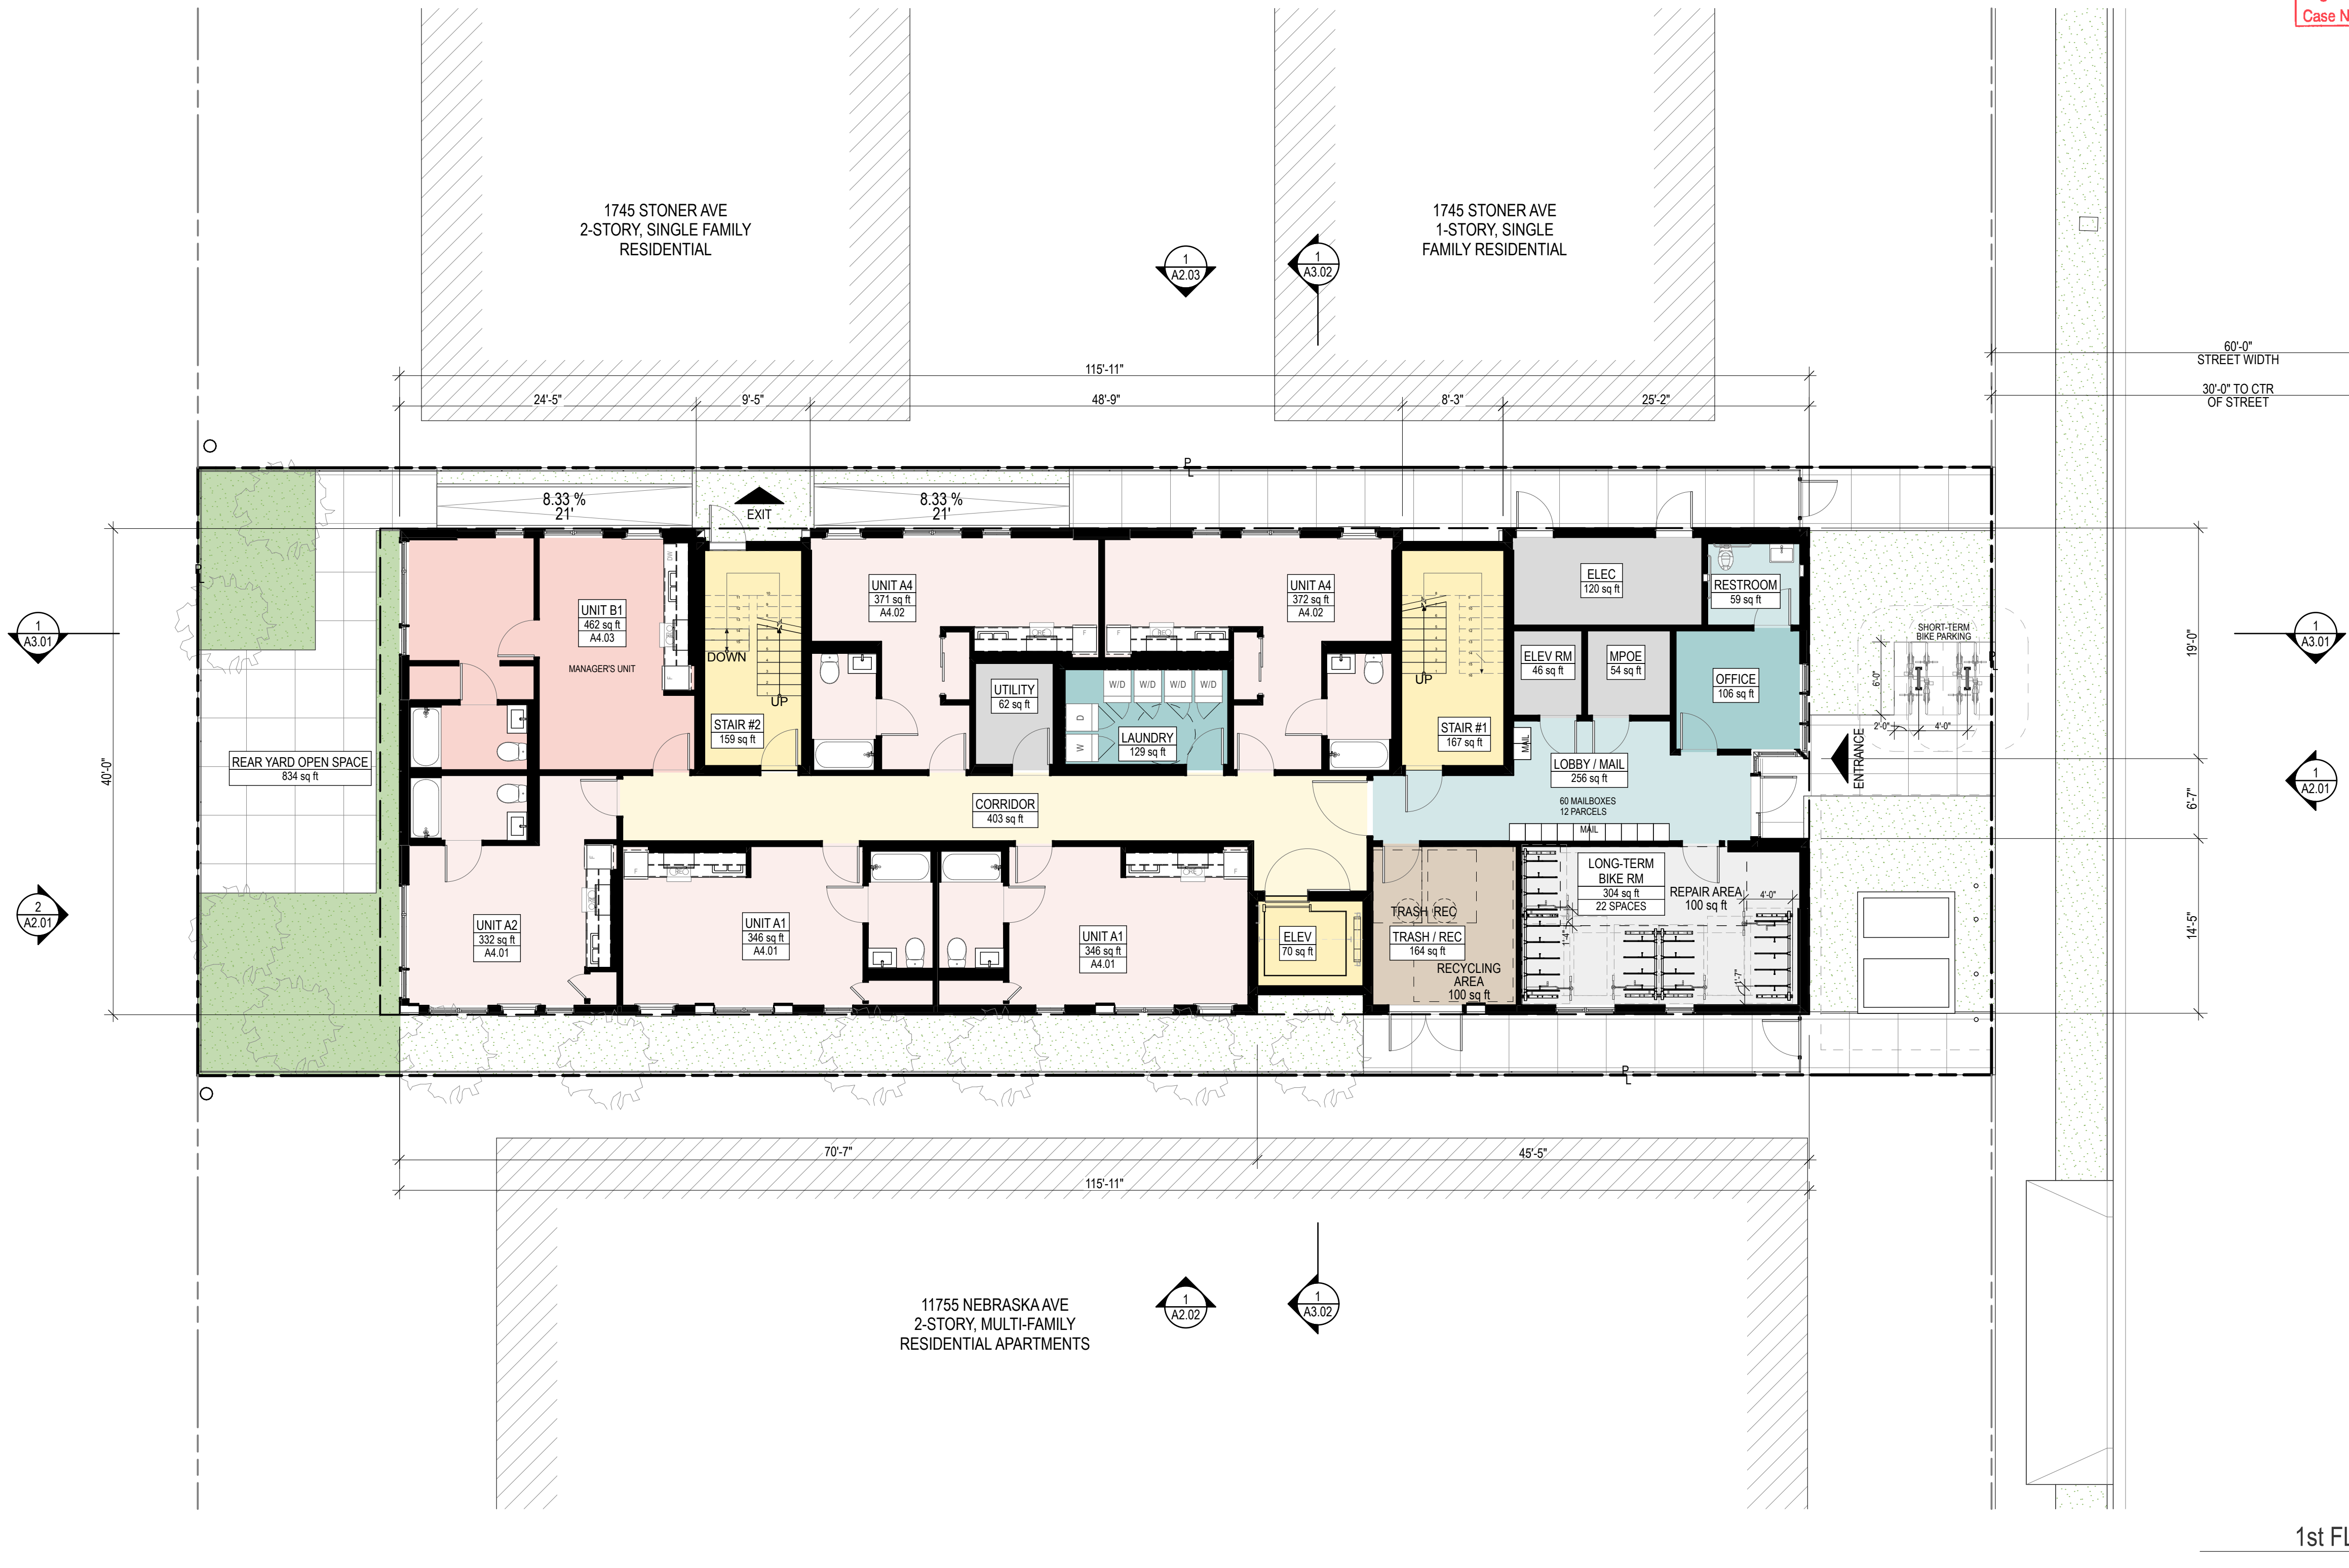 Case N
1745 STONER AVE
2-STORY, SINGLE FAMILY
RESIDENTIAL
1745 STONER AVE
1-STORY, SINGLE
FAMILY RESIDENTIAL
1
A2.03
1
A3.02
60'-0"
STREET WIDTH
30'-0" TO CTR
OF STREET
115'-11"
24'-5"
9'-5"
48'-9"
8'-3"
25'-2"
P
L
8.33 %
21'
EXIT
8.33 %
21'
P
L
1
A3.01
UNIT B1
462 sq ft
A4.03
MANAGER'S UNIT
DW
DOWN
UP
STAIR #2
159 sq ft
UNIT A4
371 sq ft
A4.02
F
UTILITY
62 sq ft
F
W/D
W/D
W/D
W/D
D
W
LAUNDRY
129 sq ft
UNIT A4
372 sq ft
A4.02
UP
STAIR #1
167 sq ft
ELEC
120 sq ft
RESTROOM
59 sq ft
ELEV RM
46 sq ft
MPOE
54 sq ft
OFFICE
106 sq ft
MAIL
LOBBY / MAIL
256 sq ft
60 MAILBOXES
12 PARCELS
MAIL
ENTRANCE
SHORT-TERM
BIKE PARKING
6'-0"
2'-0"
4'-0"
P
L
19'-0"
1
A3.01
1
A2.01
6'-7"
14'-5"
40'-0"
REAR YARD OPEN SPACE
834 sq ft
CORRIDOR
403 sq ft
2
A2.01
UNIT A2
332 sq ft
A4.01
F
UNIT A1
346 sq ft
A4.01
UNIT A1
346 sq ft
A4.01
F
ELEV
70 sq ft
TRASH REC
TRASH / REC
164 sq ft
RECYCLING
AREA
100 sq ft
LONG-TERM
BIKE RM
304 sq ft
22 SPACES
REPAIR AREA
100 sq ft
4'-0"
1'-4"
1'-7"
P
L
70'-7"
45'-5"
115'-11"
11755 NEBRASKA AVE
2-STORY, MULTI-FAMILY
RESIDENTIAL APARTMENTS
1
A2.02
1
A3.02
1st Fl